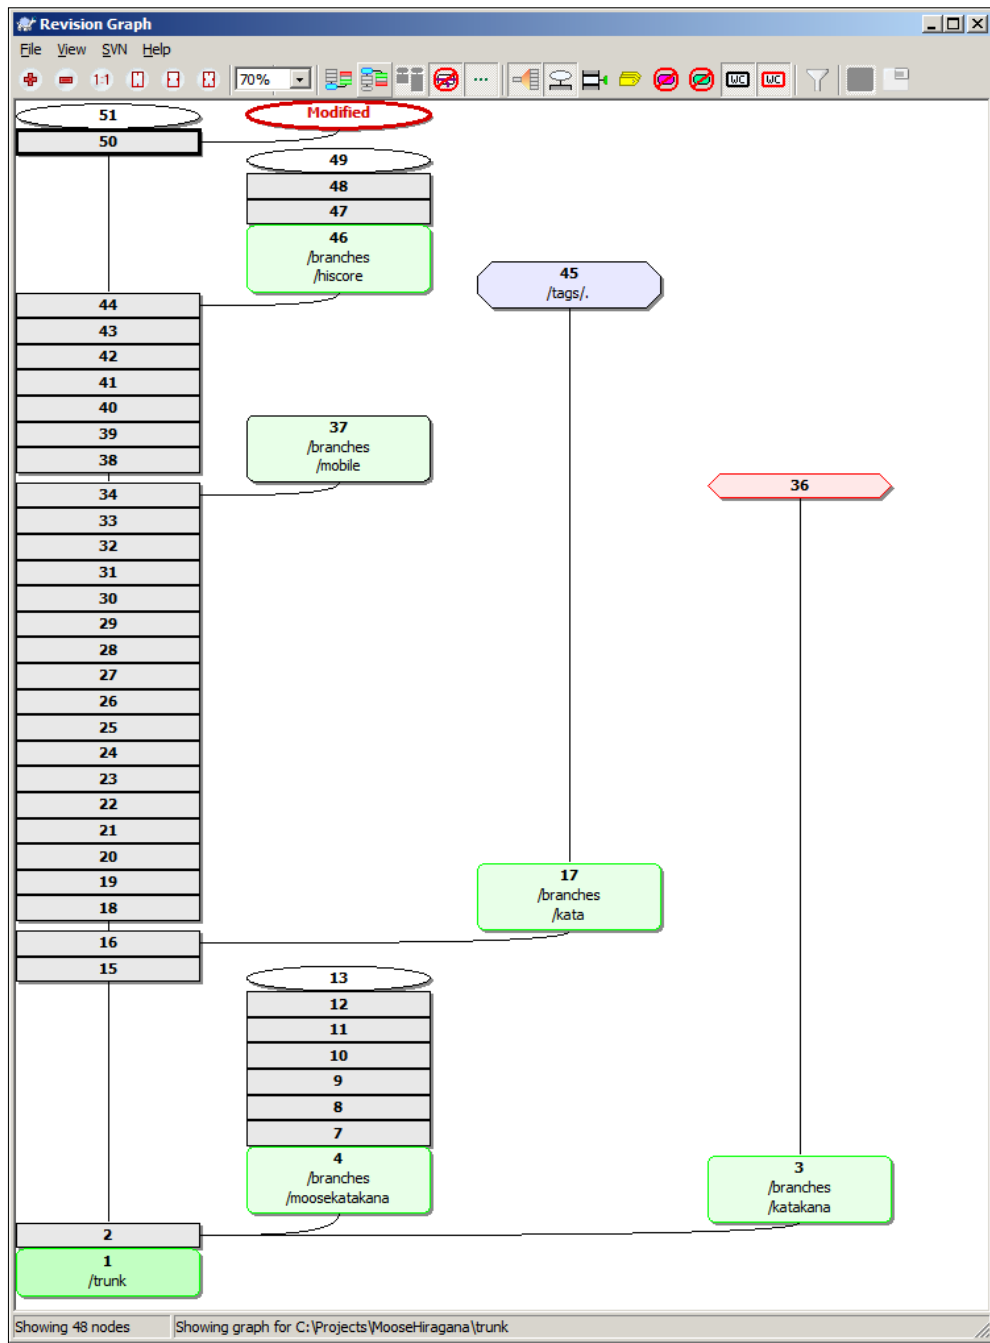 Revision Graph
File View SVN Help
1:1 70% WC WC
51
Modified
50
49
48
47
46
/branches
/hiscore
45
/tags/.
44
43
42
41
40
39
38
37
/branches
/mobile
36
34
33
32
31
30
29
28
27
26
25
24
23
22
21
20
19
18
17
/branches
/kata
16
15
13
12
11
10
9
8
7
4
/branches
/moosekatakana
3
/branches
/katakana
2
1
/trunk
Showing 48 nodes Showing graph for C:\Projects\MooseHiragana\trunk